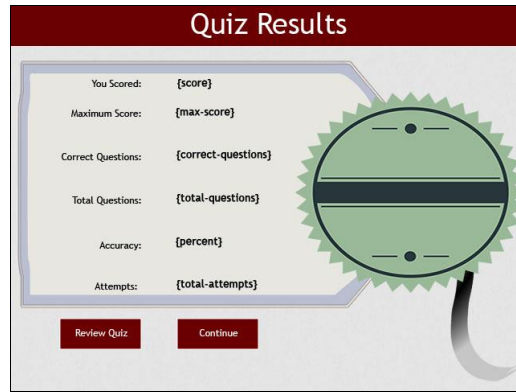 Quiz Results
You Scored: {score}
Maximum Score: {max-score}
Correct Questions: {correct-questions}
Total Questions: {total-questions}
Accuracy: {percent}
Attempts: {total-attempts}
Review Quiz Continue